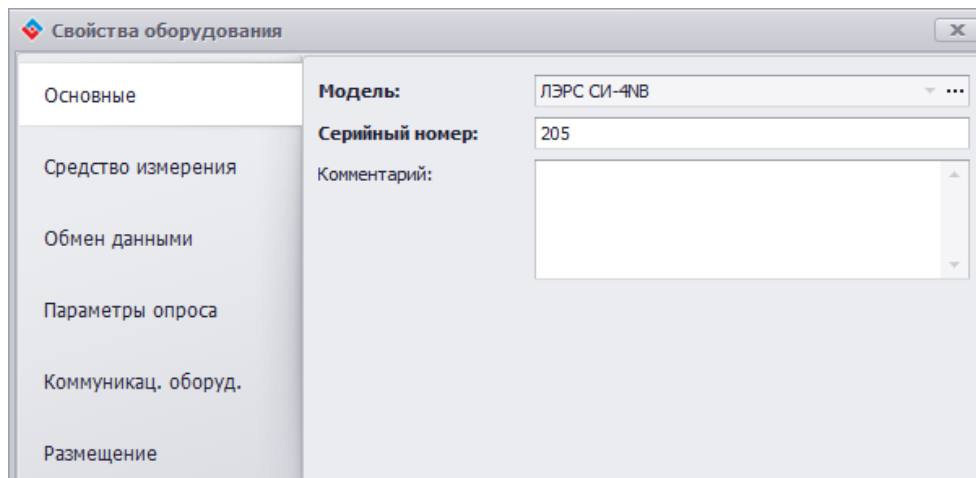 Свойства оборудования
Основные
Средство измерения
Обмен данными
Параметры опроса
Коммуникац. оборуд.
Размещение
Модель: ЛЭРС СИ-4NB
Серийный номер: 205
Комментарий: